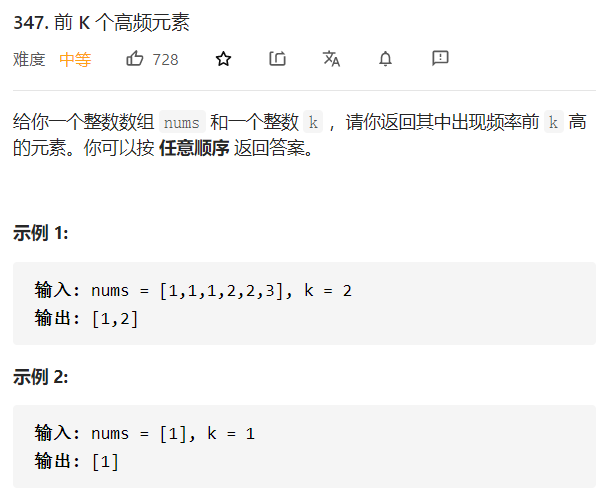 347. 前 K 个高频元素
难度 中等 728
给你一个整数数组 nums 和一个整数 k ，请你返回其中出现频率前 k 高
的元素。你可以按 任意顺序 返回答案。
示例 1:
输入: nums = [1,1,1,2,2,3], k = 2
输出: [1,2]
示例 2:
输入: nums = [1], k = 1
输出: [1]